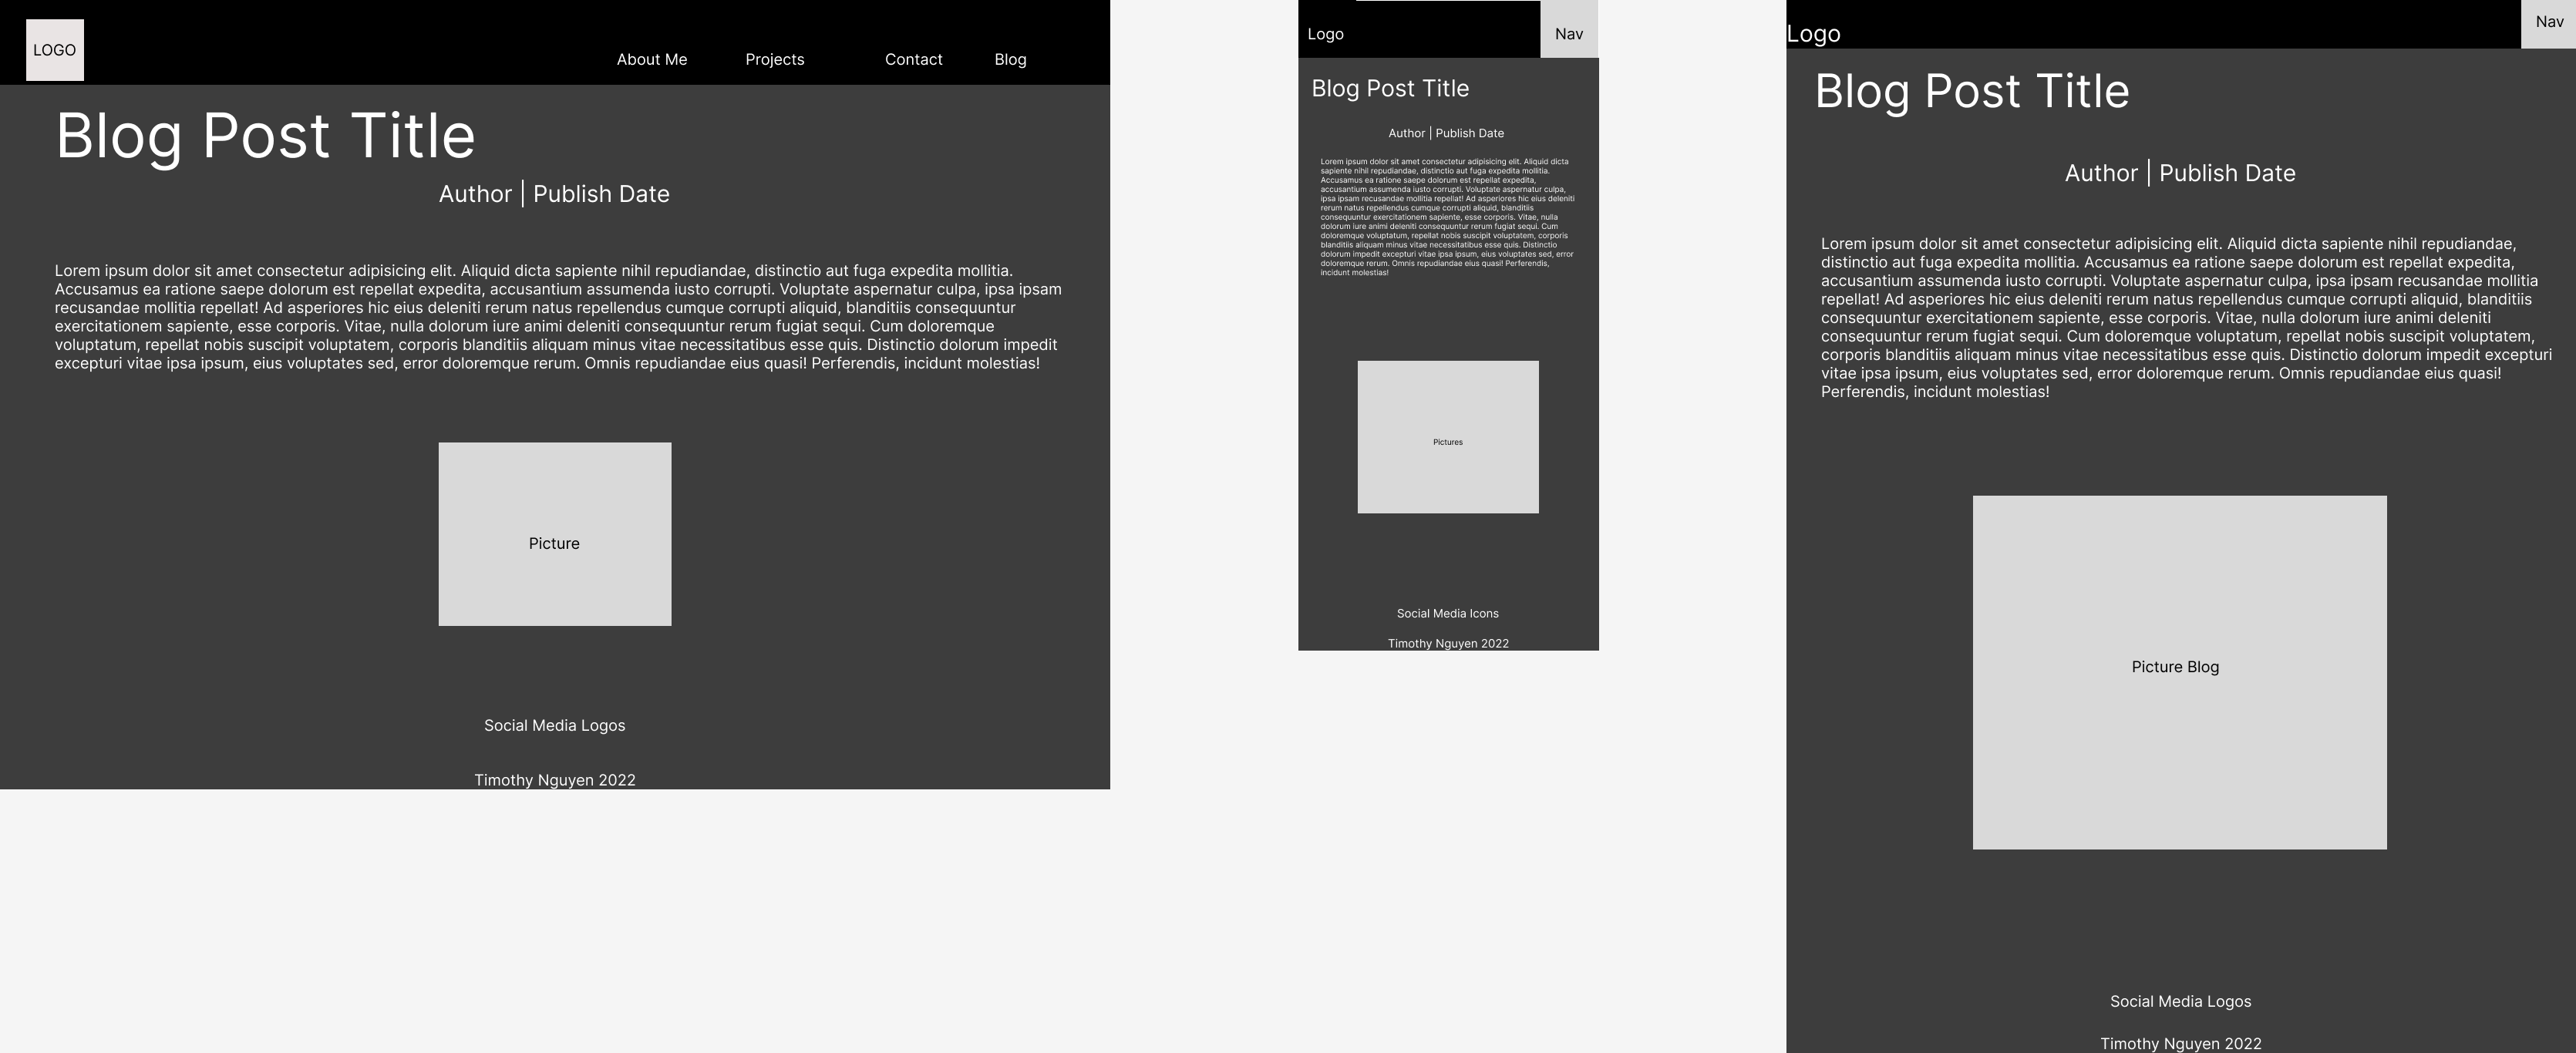 LOGO
About Me
Projects
Contact
Blog
Blog Post Title
Author | Publish Date
Lorem ipsum dolor sit amet consectetur adipisicing elit. Aliquid dicta sapiente nihil repudiandae, distinctio aut fuga expedita mollitia.
Accusamus ea ratione saepe dolorum est repellat expedita, accusantium assumenda iusto corrupti. Voluptate aspernatur culpa, ipsa ipsam
recusandae mollitia repellat! Ad asperiores hic eius deleniti rerum natus repellendus cumque corrupti aliquid, blanditiis consequuntur
exercitationem sapiente, esse corporis. Vitae, nulla dolorum iure animi deleniti consequuntur rerum fugiat sequi. Cum doloremque
voluptatum, repellat nobis suscipit voluptatem, corporis blanditiis aliquam minus vitae necessitatibus esse quis. Distinctio dolorum impedit
excepturi vitae ipsa ipsum, eius voluptates sed, error doloremque rerum. Omnis repudiandae eius quasi! Perferendis, incidunt molestias!
Picture
Social Media Logos
Timothy Nguyen 2022
Logo
Nav
Blog Post Title
Author | Publish Date
Lorem ipsum dolor sit amet consectetur adipisicing elit. Aliquid dicta
sapiente nihil repudiandae, distinctio aut fuga expedita mollitia.
Accusamus ea ratione saepe dolorum est repellat expedita,
accusantium assumenda iusto corrupti. Voluptate aspernatur culpa,
ipsa ipsam recusandae mollitia repellat! Ad asperiores hic eius deleniti
rerum natus repellendus cumque corrupti aliquid, blanditiis
consequuntur exercitationem sapiente, esse corporis. Vitae, nulla
dolorum iure animi deleniti consequuntur rerum fugiat sequi. Cum
doloremque voluptatum, repellat nobis suscipit voluptatem, corporis
blanditiis aliquam minus vitae necessitatibus esse quis. Distinctio
dolorum impedit excepturi vitae ipsa ipsum, eius voluptates sed, error
doloremque rerum. Omnis repudiandae eius quasi! Perferendis,
incidunt molestias!
Pictures
Social Media Icons
Timothy Nguyen 2022
Logo
Nav
Blog Post Title
Author | Publish Date
Lorem ipsum dolor sit amet consectetur adipisicing elit. Aliquid dicta sapiente nihil repudiandae,
distinctio aut fuga expedita mollitia. Accusamus ea ratione saepe dolorum est repellat expedita,
accusantium assumenda iusto corrupti. Voluptate aspernatur culpa, ipsa ipsam recusandae mollitia
repellat! Ad asperiores hic eius deleniti rerum natus repellendus cumque corrupti aliquid, blanditiis
consequuntur exercitationem sapiente, esse corporis. Vitae, nulla dolorum iure animi deleniti
consequuntur rerum fugiat sequi. Cum doloremque voluptatum, repellat nobis suscipit voluptatem,
corporis blanditiis aliquam minus vitae necessitatibus esse quis. Distinctio dolorum impedit excepturi
vitae ipsa ipsum, eius voluptates sed, error doloremque rerum. Omnis repudiandae eius quasi!
Perferendis, incidunt molestias!
Picture Blog
Social Media Logos
Timothy Nguyen 2022